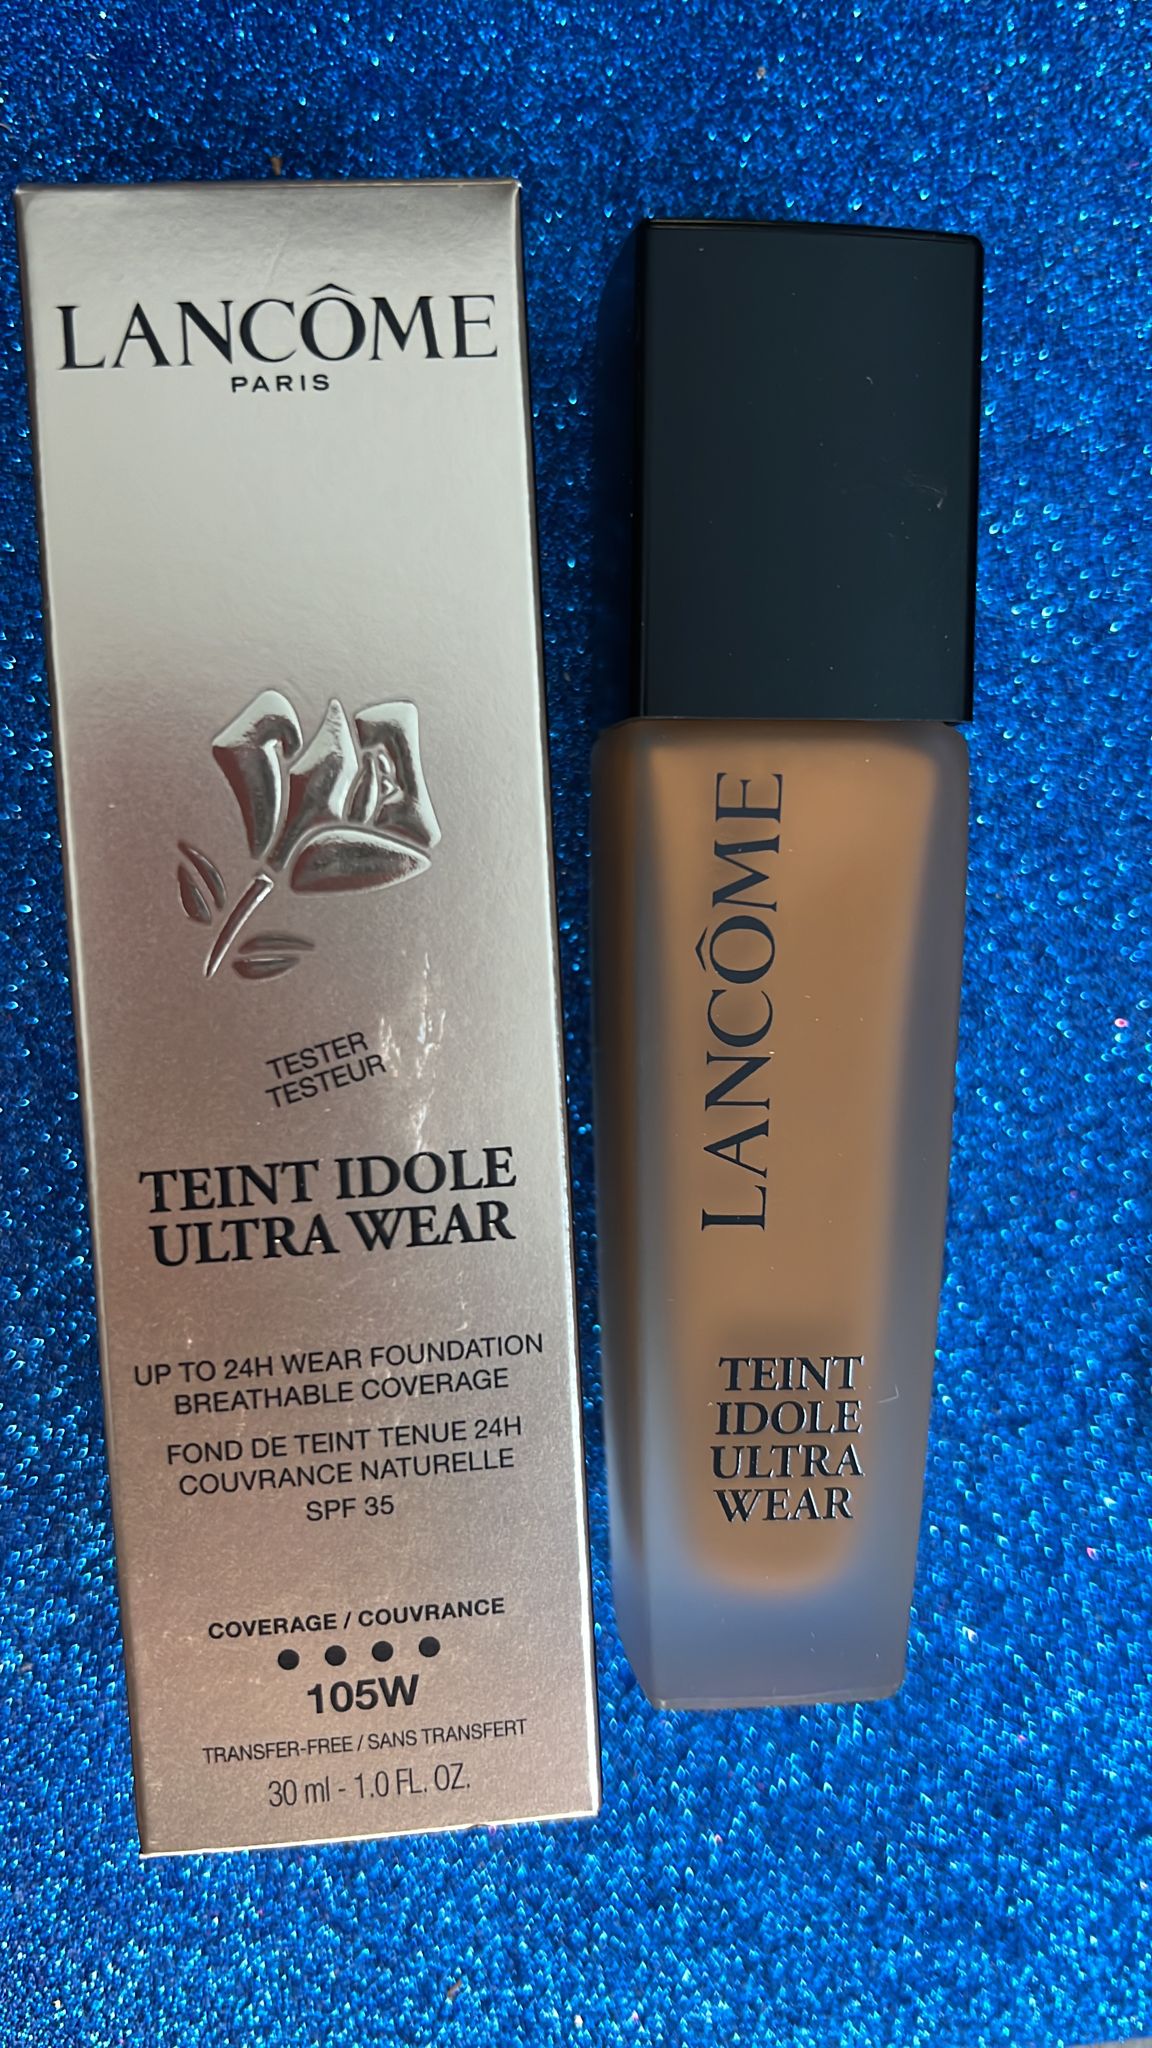 LANCÔME
PARIS
TESTER
TESTEUR
TEINT IDOLE
ULTRA WEAR
UP TO 24H WEAR FOUNDATION
BREATHABLE COVERAGE
FOND DE TEINT TENUE 24H
COUVRANCE NATURELLE
SPF 35
COVERAGE / COUVRANCE
105W
TRANSFER-FREE / SANS TRANSFERT
30 ml - 1.0 FL. OZ.
LANCÔME
TEINT
IDOLE
ULTRA
WEAR